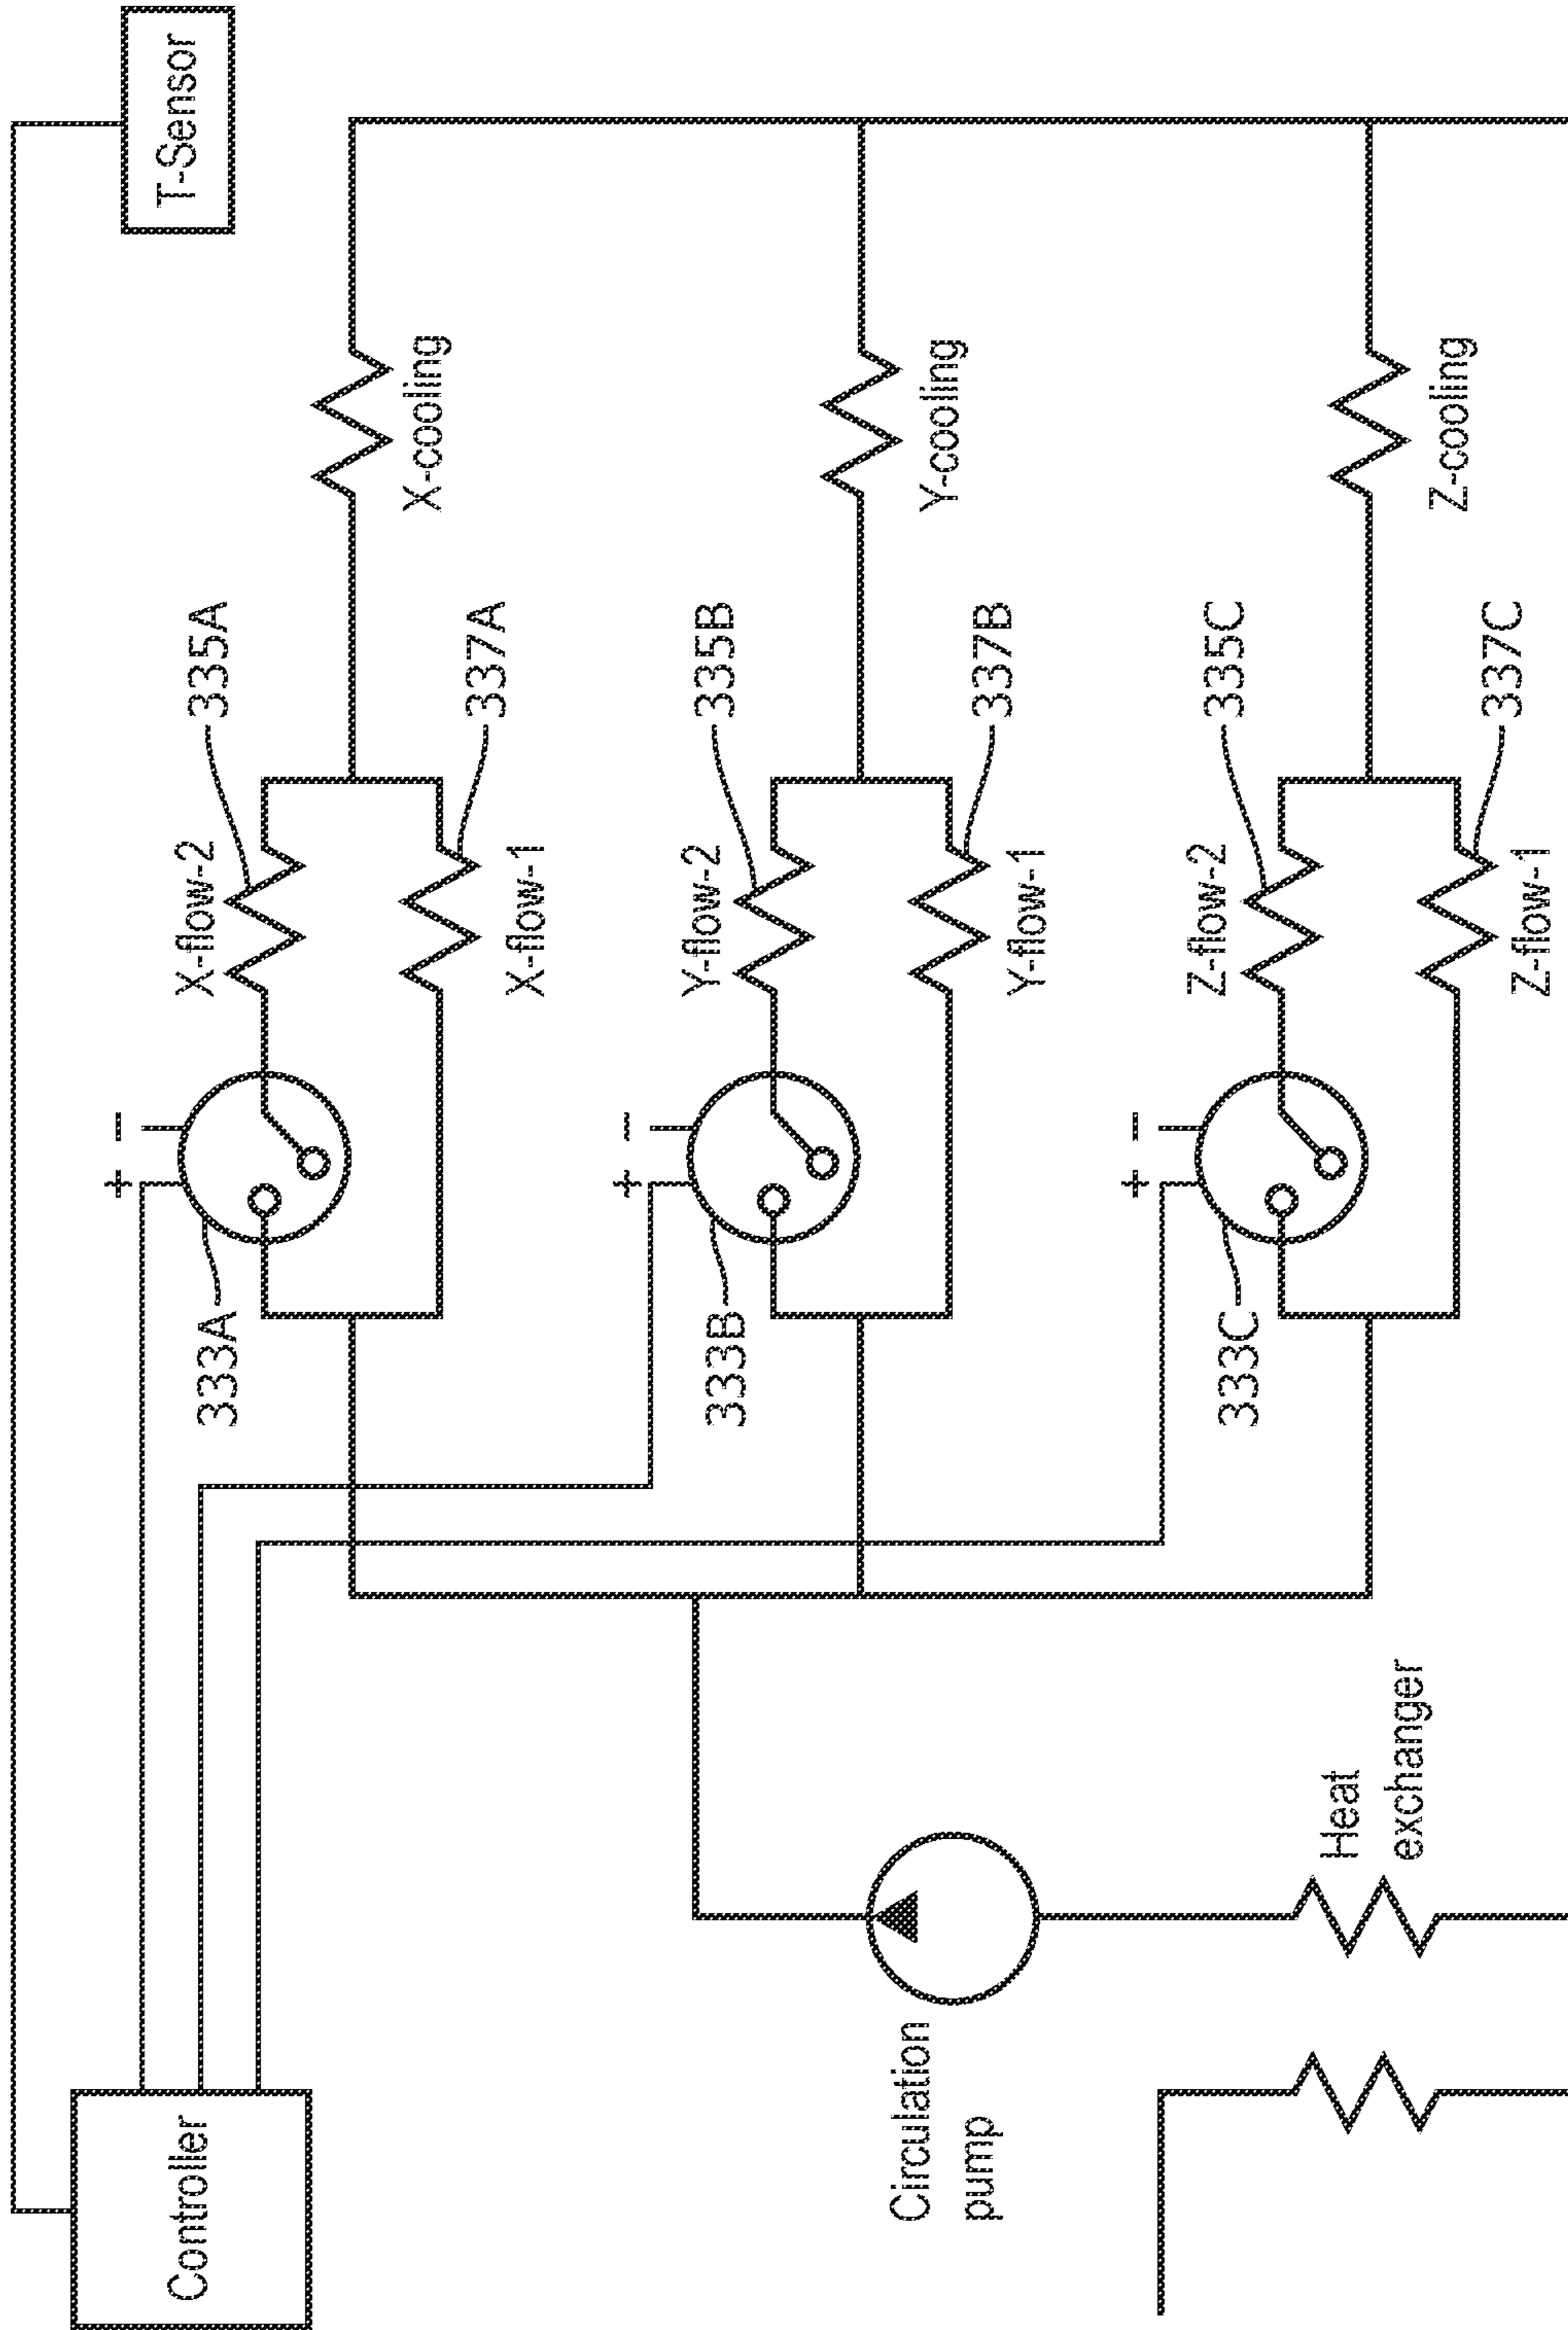 T-Sensor
Controller
+ −
333A
X-flow-2
335A
X-flow-1
337A
X-cooling
+ −
333B
Y-flow-2
335B
Y-flow-1
337B
Y-cooling
+ −
333C
Z-flow-2
335C
Z-flow-1
337C
Z-cooling
Circulation
pump
Heat
exchanger